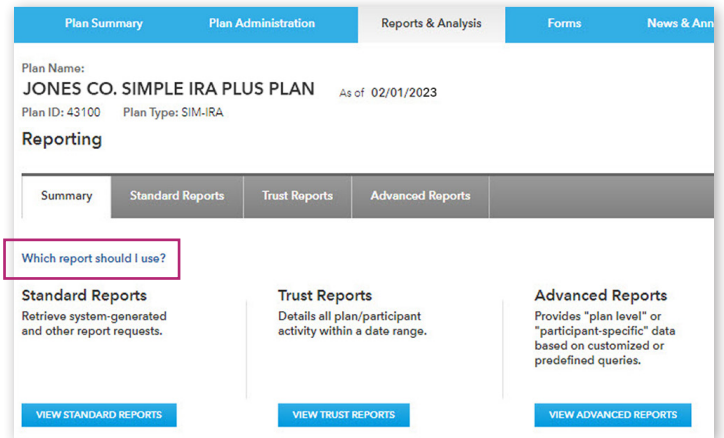 Plan Summary Plan Administration Reports & Analysis Forms News & Ann
Plan Name:
JONES CO. SIMPLE IRA PLUS PLAN As of 02/01/2023
Plan ID: 43100 Plan Type: SIM-IRA
Reporting
Summary Standard Reports Trust Reports Advanced Reports
Which report should I use?
Standard Reports
Retrieve system-generated
and other report requests.
VIEW STANDARD REPORTS
Trust Reports
Details all plan/participant
activity within a date range.
VIEW TRUST REPORTS
Advanced Reports
Provides "plan level" or
"participant-specific" data
based on customized or
predefined queries.
VIEW ADVANCED REPORTS